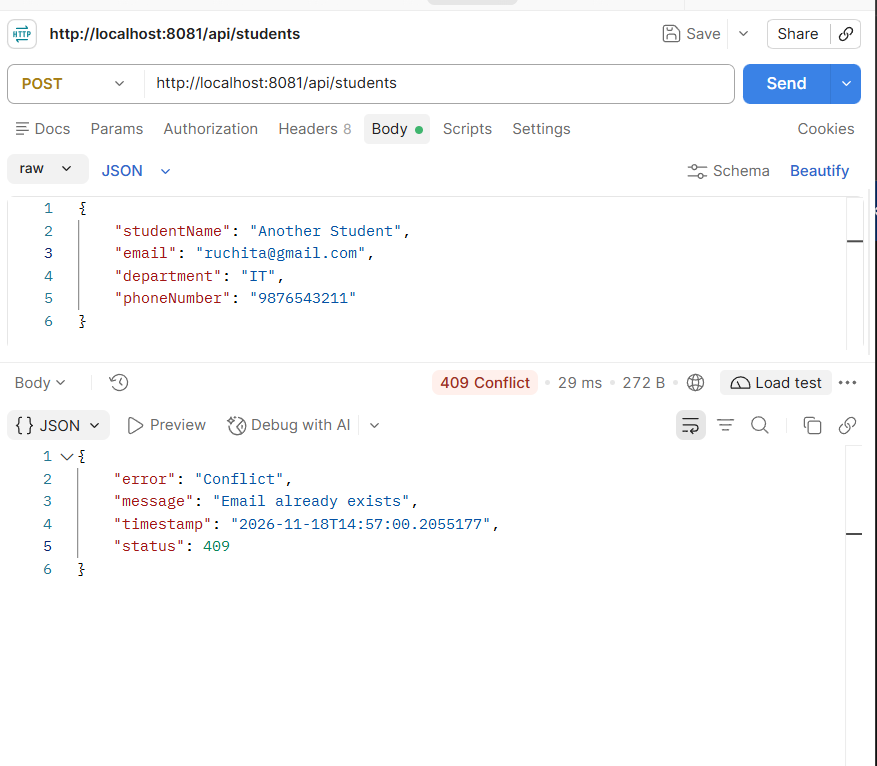 HTTP http://localhost:8081/api/students Save Share
POST http://localhost:8081/api/students Send
Docs Params Authorization Headers 8 Body Scripts Settings Cookies
raw JSON Schema Beautify
1 {
2 "studentName": "Another Student",
3 "email": "ruchita@gmail.com",
4 "department": "IT",
5 "phoneNumber": "9876543211"
6 }
Body 409 Conflict 29 ms 272 B Load test
{} JSON Preview Debug with AI
1 {
2 "error": "Conflict",
3 "message": "Email already exists",
4 "timestamp": "2026-11-18T14:57:00.2055177",
5 "status": 409
6 }